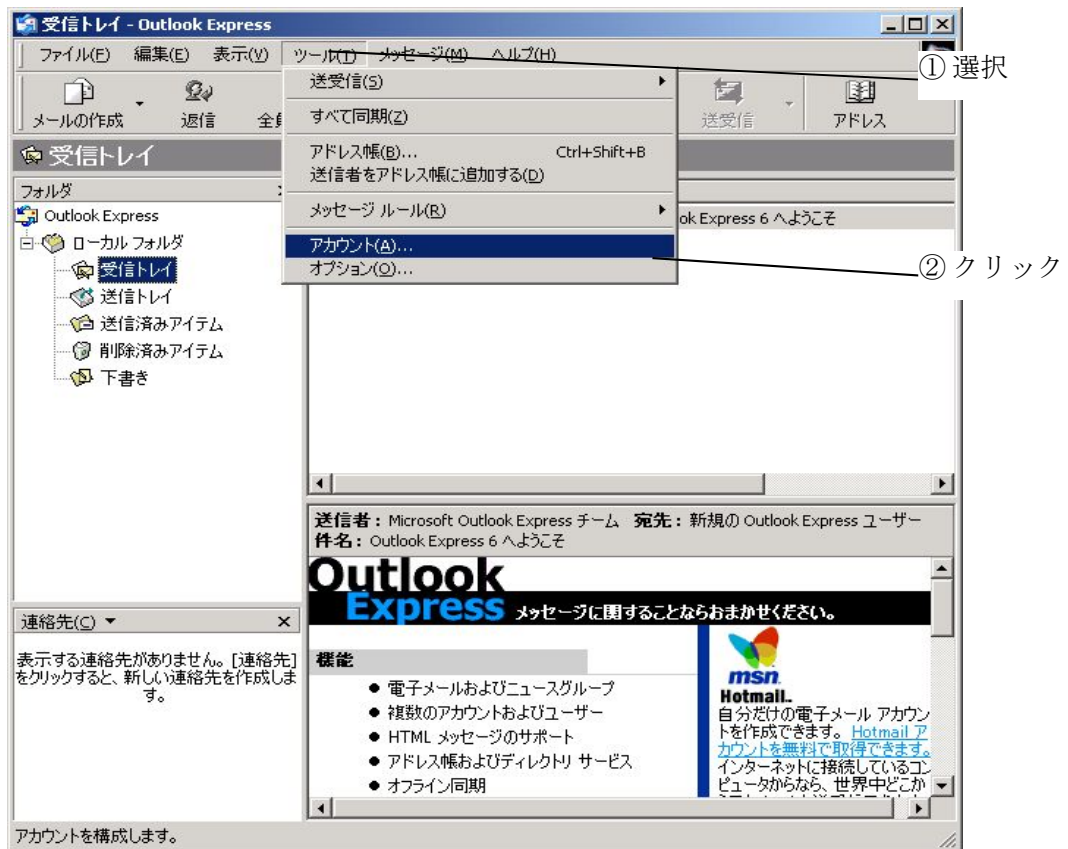 受信トレイ - Outlook Express
ファイル(F) 編集(E) 表示(V) ツール(T) メッセージ(M) ヘルプ(H)
① 選択
メールの作成 返信 全員 送受信 アドレス
送受信(S)
すべて同期(Z)
アドレス帳(B)... Ctrl+Shift+B
送信者をアドレス帳に追加する(D)
メッセージ ルール(R)
アカウント(A)...
オプション(O)...
② クリック
受信トレイ
フォルダ ×
Outlook Express
ローカル フォルダ
受信トレイ
送信トレイ
送信済みアイテム
削除済みアイテム
下書き
ok Express 6 へようこそ
送信者: Microsoft Outlook Express チーム 宛先: 新規の Outlook Express ユーザー
件名: Outlook Express 6 へようこそ
Outlook
Express メッセージに関することならおまかせください。
機能
● 電子メールおよびニュースグループ
● 複数のアカウントおよびユーザー
● HTML メッセージのサポート
● アドレス帳およびディレクトリ サービス
● オフライン同期
msn
Hotmail.
自分だけの電子メール アカウン
トを作成できます。 Hotmail ア
カウントを無料で取得できます。
インターネットに接続しているコン
ピュータからなら、世界中どこか
連絡先(C) ×
表示する連絡先がありません。[連絡先]
をクリックすると、新しい連絡先を作成しま
す。
アカウントを構成します。